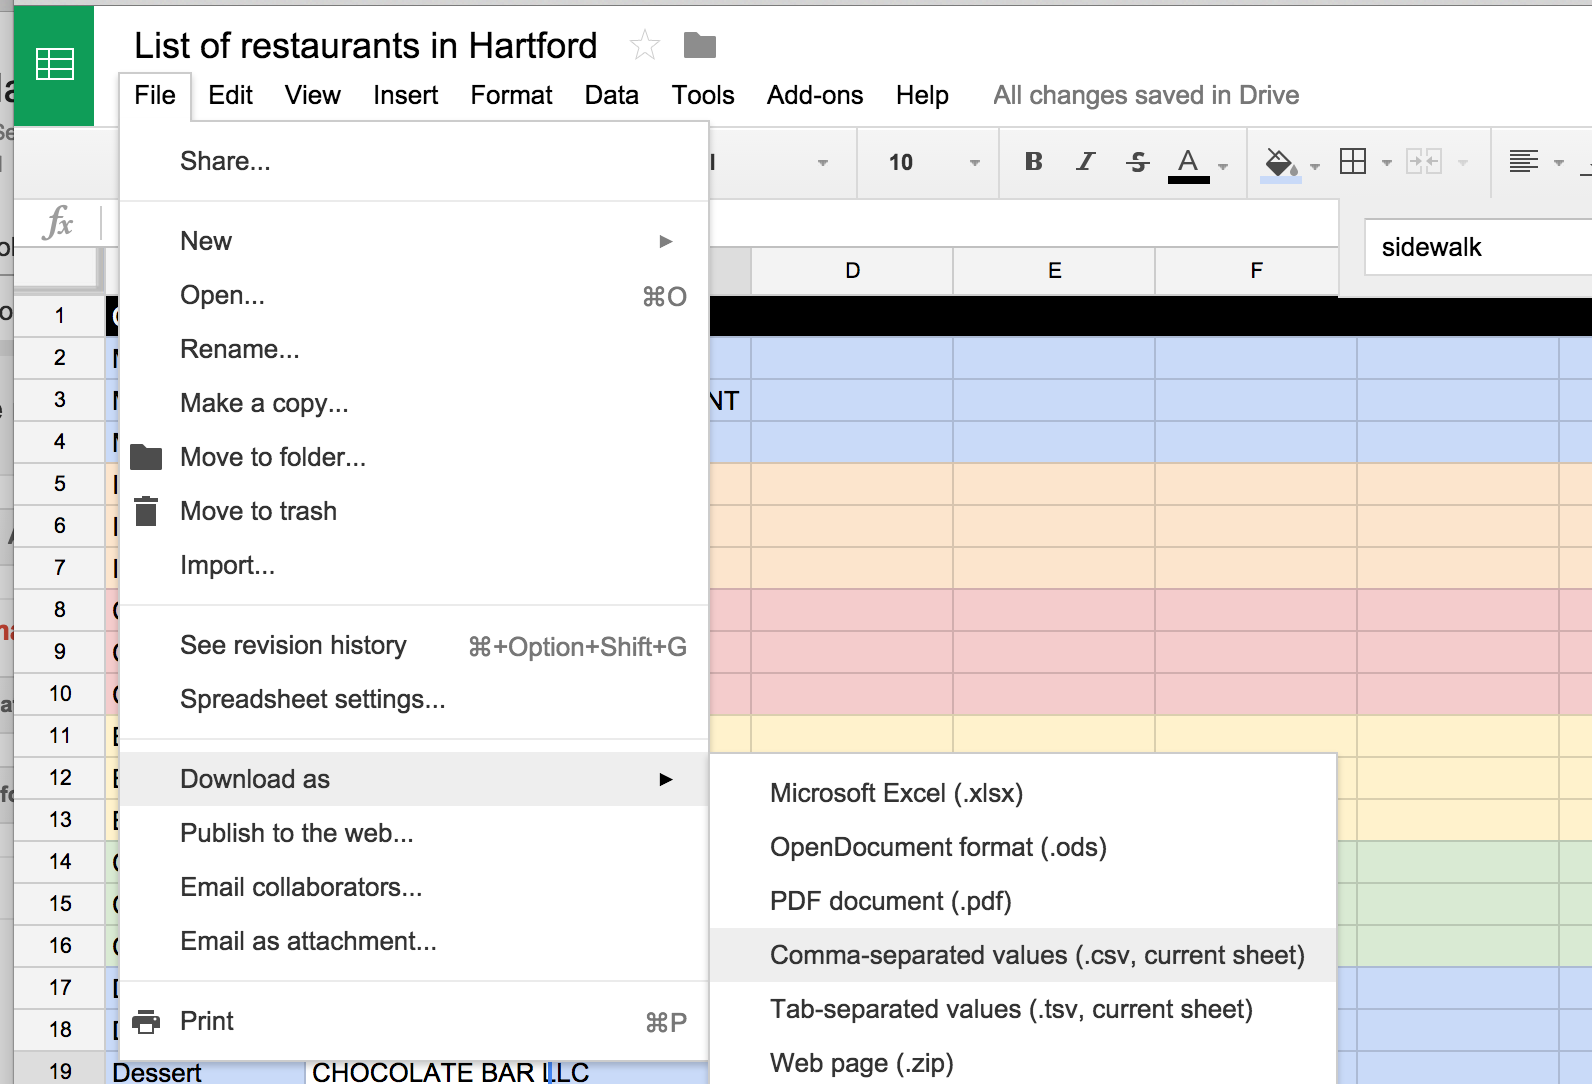 List of restaurants in Hartford
File Edit View Insert Format Data Tools Add-ons Help All changes saved in Drive
10 B I S A
fx
sidewalk
D E F
Share...
New
Open... ⌘O
Rename...
Make a copy...
Move to folder...
Move to trash
Import...
See revision history ⌘+Option+Shift+G
Spreadsheet settings...
Download as
Publish to the web...
Email collaborators...
Email as attachment...
Print ⌘P
Microsoft Excel (.xlsx)
OpenDocument format (.ods)
PDF document (.pdf)
Comma-separated values (.csv, current sheet)
Tab-separated values (.tsv, current sheet)
Web page (.zip)
1
2
3 NT
4
5
6
7
8
9
10
11
12
13
14
15
16
17
18
19 Dessert CHOCOLATE BAR LLC